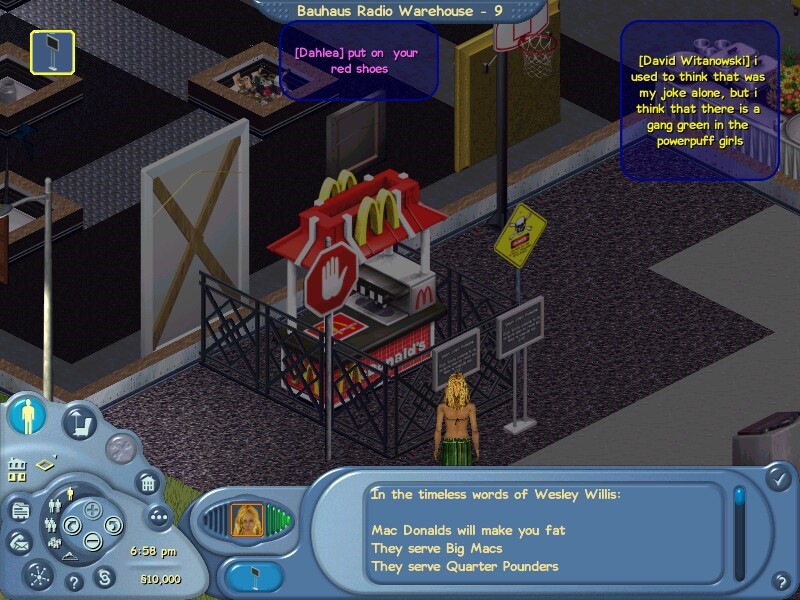 Bauhaus Radio Warehouse - 9
[Dahlea] put on your
red shoes
[David Witanowski] i
used to think that was
my joke alone, but i
think that there is a
gang green in the
powerpuff girls
nald's
6:58 pm
§10,000
In the timeless words of Wesley Willis:
Mac Donalds will make you fat
They serve Big Macs
They serve Quarter Pounders